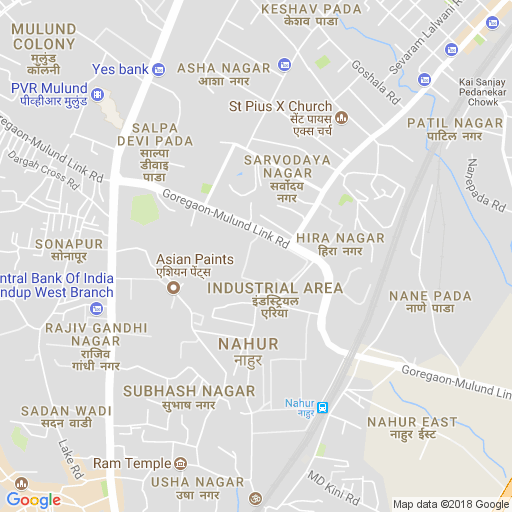 KESHAV PADA
केशव पाडा
MULUND
COLONY
मुलुंड
कॉलनी
Sevaram Lalwani Rd
Yes bank
ASHA NAGAR
आशा नगर
Goshala Rd
PVR Mulund
पीव्हीआर मुलुंड
Kai Sanjay
Pedanekar
Chowk
St Pius X Church
सेंट पायस
एक्स चर्च
PATIL NAGAR
पाटिल नगर
SALPA
DEVI PADA
साल्पा
डीवाइ
पाडा
Goregaon-Mulund Link Rd
Dargah Cross Rd
SARVODAYA
NAGAR
सर्वोदय
नगर
Nanepada Rd
Goregaon-Mulund Link Rd
SONAPUR
सोनापूर
HIRA NAGAR
हिरा नगर
Asian Paints
एशियन पेंट्स
entral Bank Of India
ndup West Branch
INDUSTRIAL AREA
इंडस्ट्रियल
एरिया
NANE PADA
नाणे पाडा
RAJIV GANDHI
NAGAR
राजिव
गांधी नगर
NAHUR
नाहुर
Goregaon-Mulund Link
SUBHASH NAGAR
सुभाष नगर
SADAN WADI
सदन वाडी
Nahur
नाहुर
NAHUR EAST
नाहुर ईस्ट
Lake Rd
Ram Temple
USHA NAGAR
उषा नगर
MD Kini Rd
Google
Map data ©2018 Google